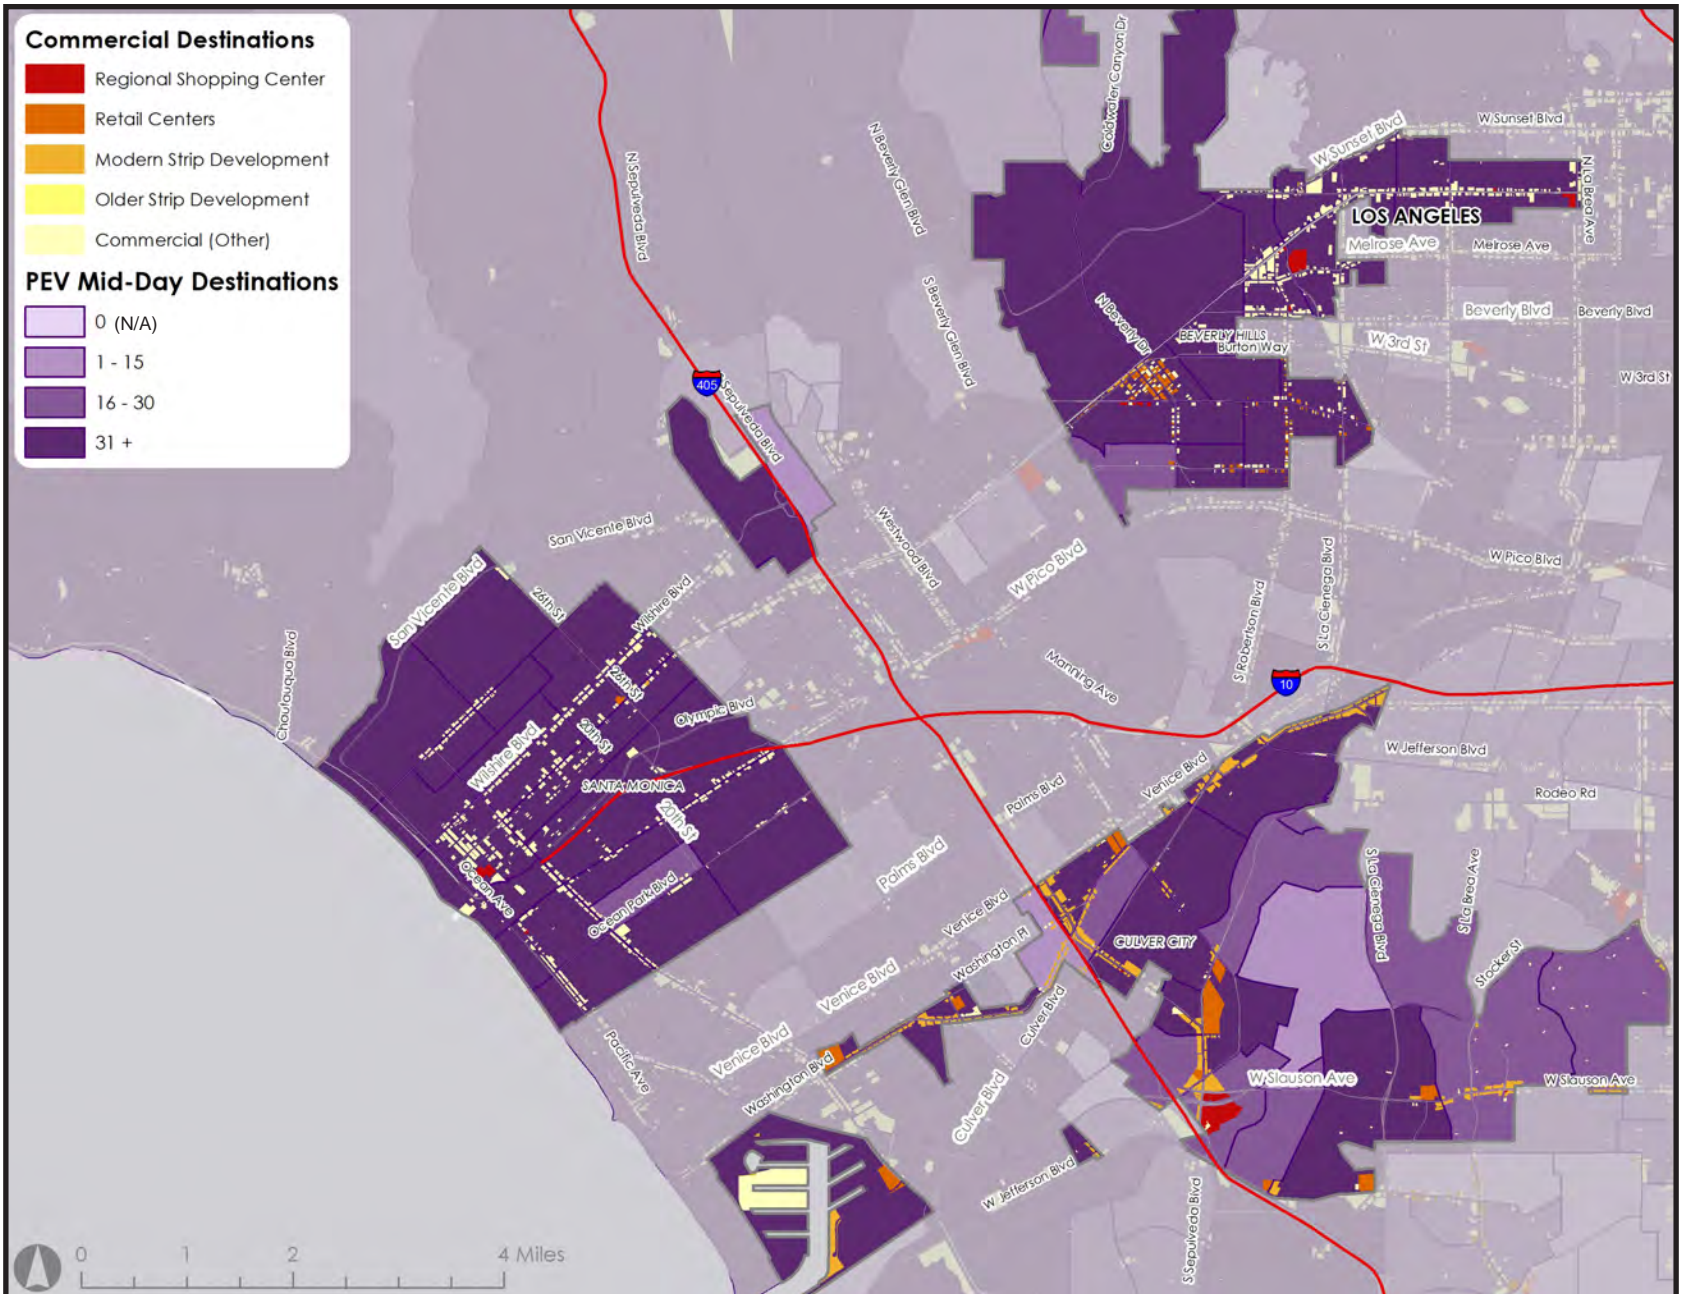 Commercial Destinations
Regional Shopping Center
Retail Centers
Modern Strip Development
Older Strip Development
Commercial (Other)
PEV Mid-Day Destinations
0 (N/A)
1 - 15
16 - 30
31 +
N Sepulveda Blvd
N Beverly Glen Blvd
Coldwater Canyon Dr
W Sunset Blvd
W Sunset Blvd
N La Brea Ave
LOS ANGELES
Melrose Ave
Melrose Ave
S Beverly Glen Blvd
N Beverly Dr
BEVERLY HILLS
Burton Way
Beverly Blvd
Beverly Blvd
W 3rd St
W 3rd St
405
Sepulveda Blvd
San Vicente Blvd
Westwood Blvd
W Pico Blvd
W Pico Blvd
San Vicente Blvd
26th St
Wilshire Blvd
S Robertson Blvd
S La Cienega Blvd
Chautauqua Blvd
26th St
Olympic Blvd
Manning Ave
10
20th St
Wilshire Blvd
SANTA MONICA
20th St
W Jefferson Blvd
Venice Blvd
Palms Blvd
Rodeo Rd
Palms Blvd
Ocean Ave
Ocean Park Blvd
S La Cienega Blvd
S La Brea Ave
Venice Blvd
Washington Pl
CULVER CITY
Stocker St
Venice Blvd
Culver Blvd
Pacific Ave
Venice Blvd
Washington Blvd
W Slauson Ave
W Slauson Ave
Culver Blvd
W Jefferson Blvd
S Sepulveda Blvd
0 1 2 4 Miles